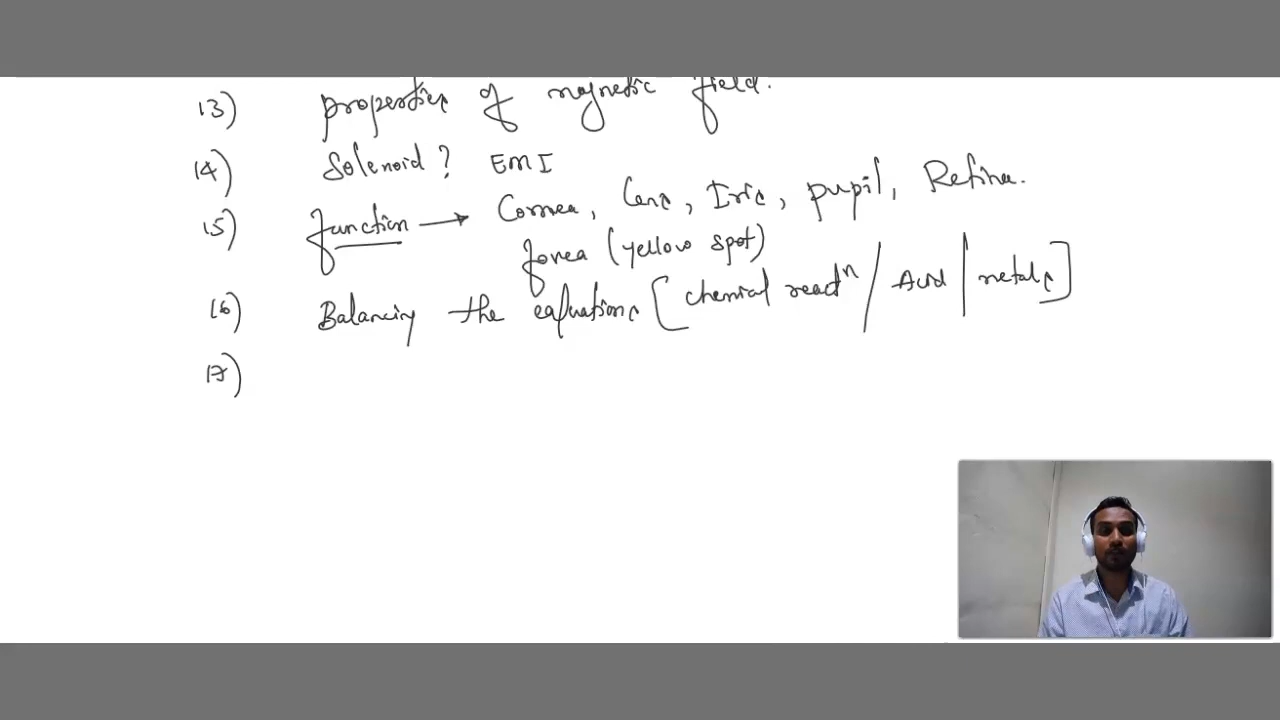 13) properties of magnetic field.
14) Solenoid? EMI
15) function → Cornea, Lens, Iris, pupil, Retina.
fovea (yellow spot)
16) Balancing the equations [chemical reactⁿ / Acid | metals]
17)